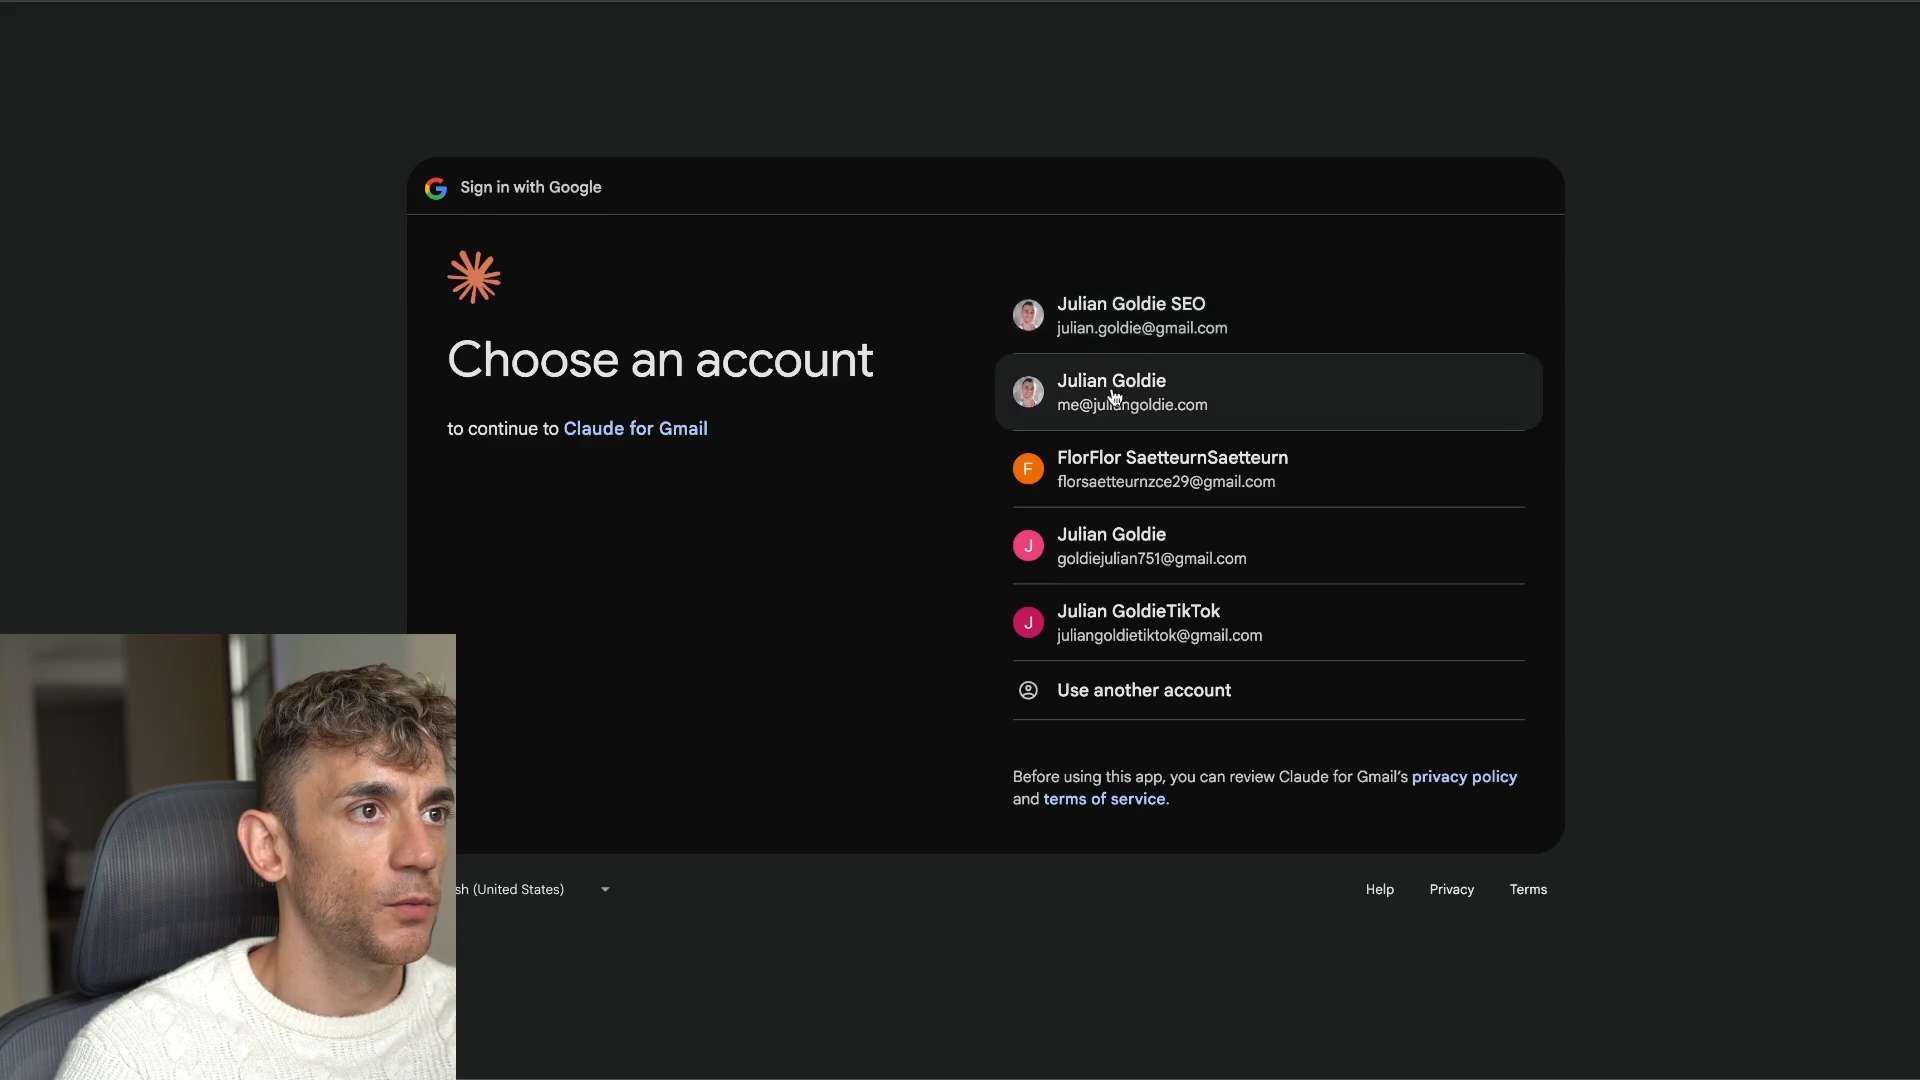 Sign in with Google
Choose an account
to continue to Claude for Gmail
Julian Goldie SEO
julian.goldie@gmail.com
Julian Goldie
me@juliangoldie.com
F
FlorFlor SaetteurnSaetteurn
florsaetteurnzce29@gmail.com
J
Julian Goldie
goldiejulian751@gmail.com
J
Julian GoldieTikTok
juliangoldietiktok@gmail.com
Use another account
Before using this app, you can review Claude for Gmail's privacy policy
and terms of service.
sh (United States)
Help
Privacy
Terms